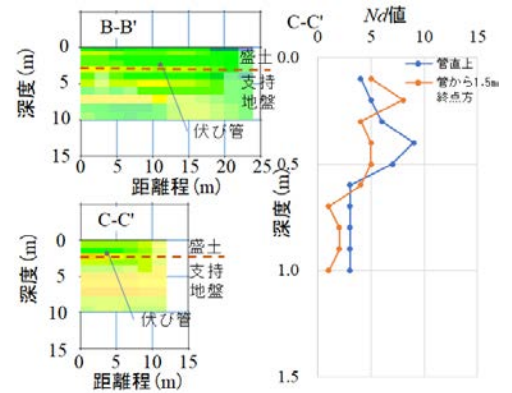 B-B'
0
5
10
15
深度(m)
盛土
支持
地盤
伏び管
0 5 10 15 20 25
距離程(m)
C-C'
0
5
10
15
深度(m)
盛土
支持
地盤
伏び管
0 5 10 15
距離程(m)
C-C'
Nd値
0 5 10 15
0.0
0.5
1.0
1.5
深度(m)
管直上
管から1.5m
終点方